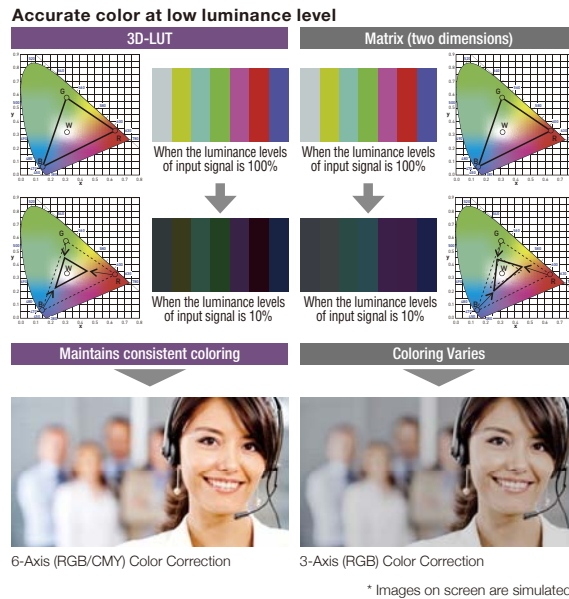 Accurate color at low luminance level
3D-LUT
Matrix (two dimensions)
G
W
R
B
y
x
When the luminance levels
of input signal is 100%
When the luminance levels
of input signal is 100%
G
W
R
B
y
x
G
W
R
y
x
When the luminance levels
of input signal is 10%
When the luminance levels
of input signal is 10%
G
W
R
y
x
Maintains consistent coloring
Coloring Varies
6-Axis (RGB/CMY) Color Correction
3-Axis (RGB) Color Correction
* Images on screen are simulated